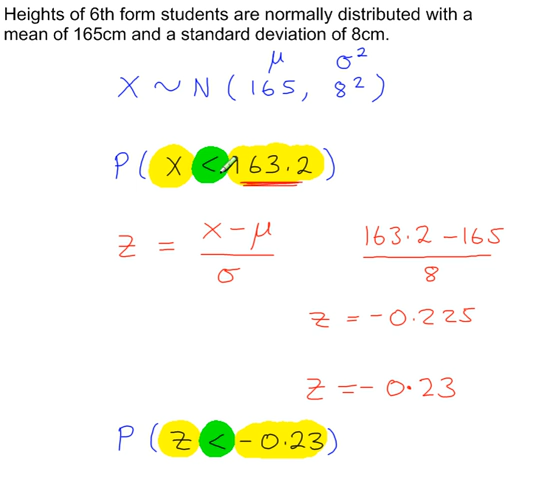 Heights of 6th form students are normally distributed with a
mean of 165cm and a standard deviation of 8cm.
μ σ²
X ~ N ( 165, 8² )
P ( X < 163.2 )
z = x - μ / σ
163.2 - 165 / 8
z = -0.225
z = -0.23
P ( z < -0.23 )